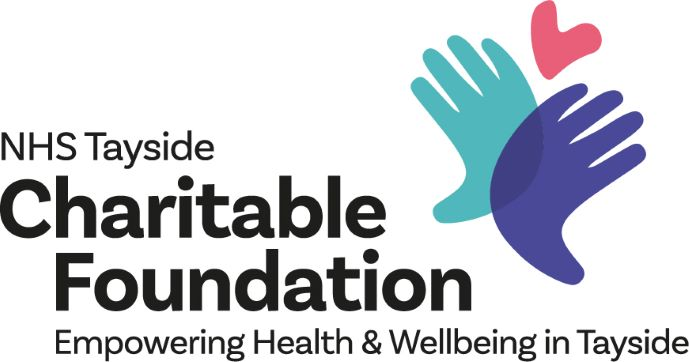 NHS Tayside
Charitable
Foundation
Empowering Health & Wellbeing in Tayside